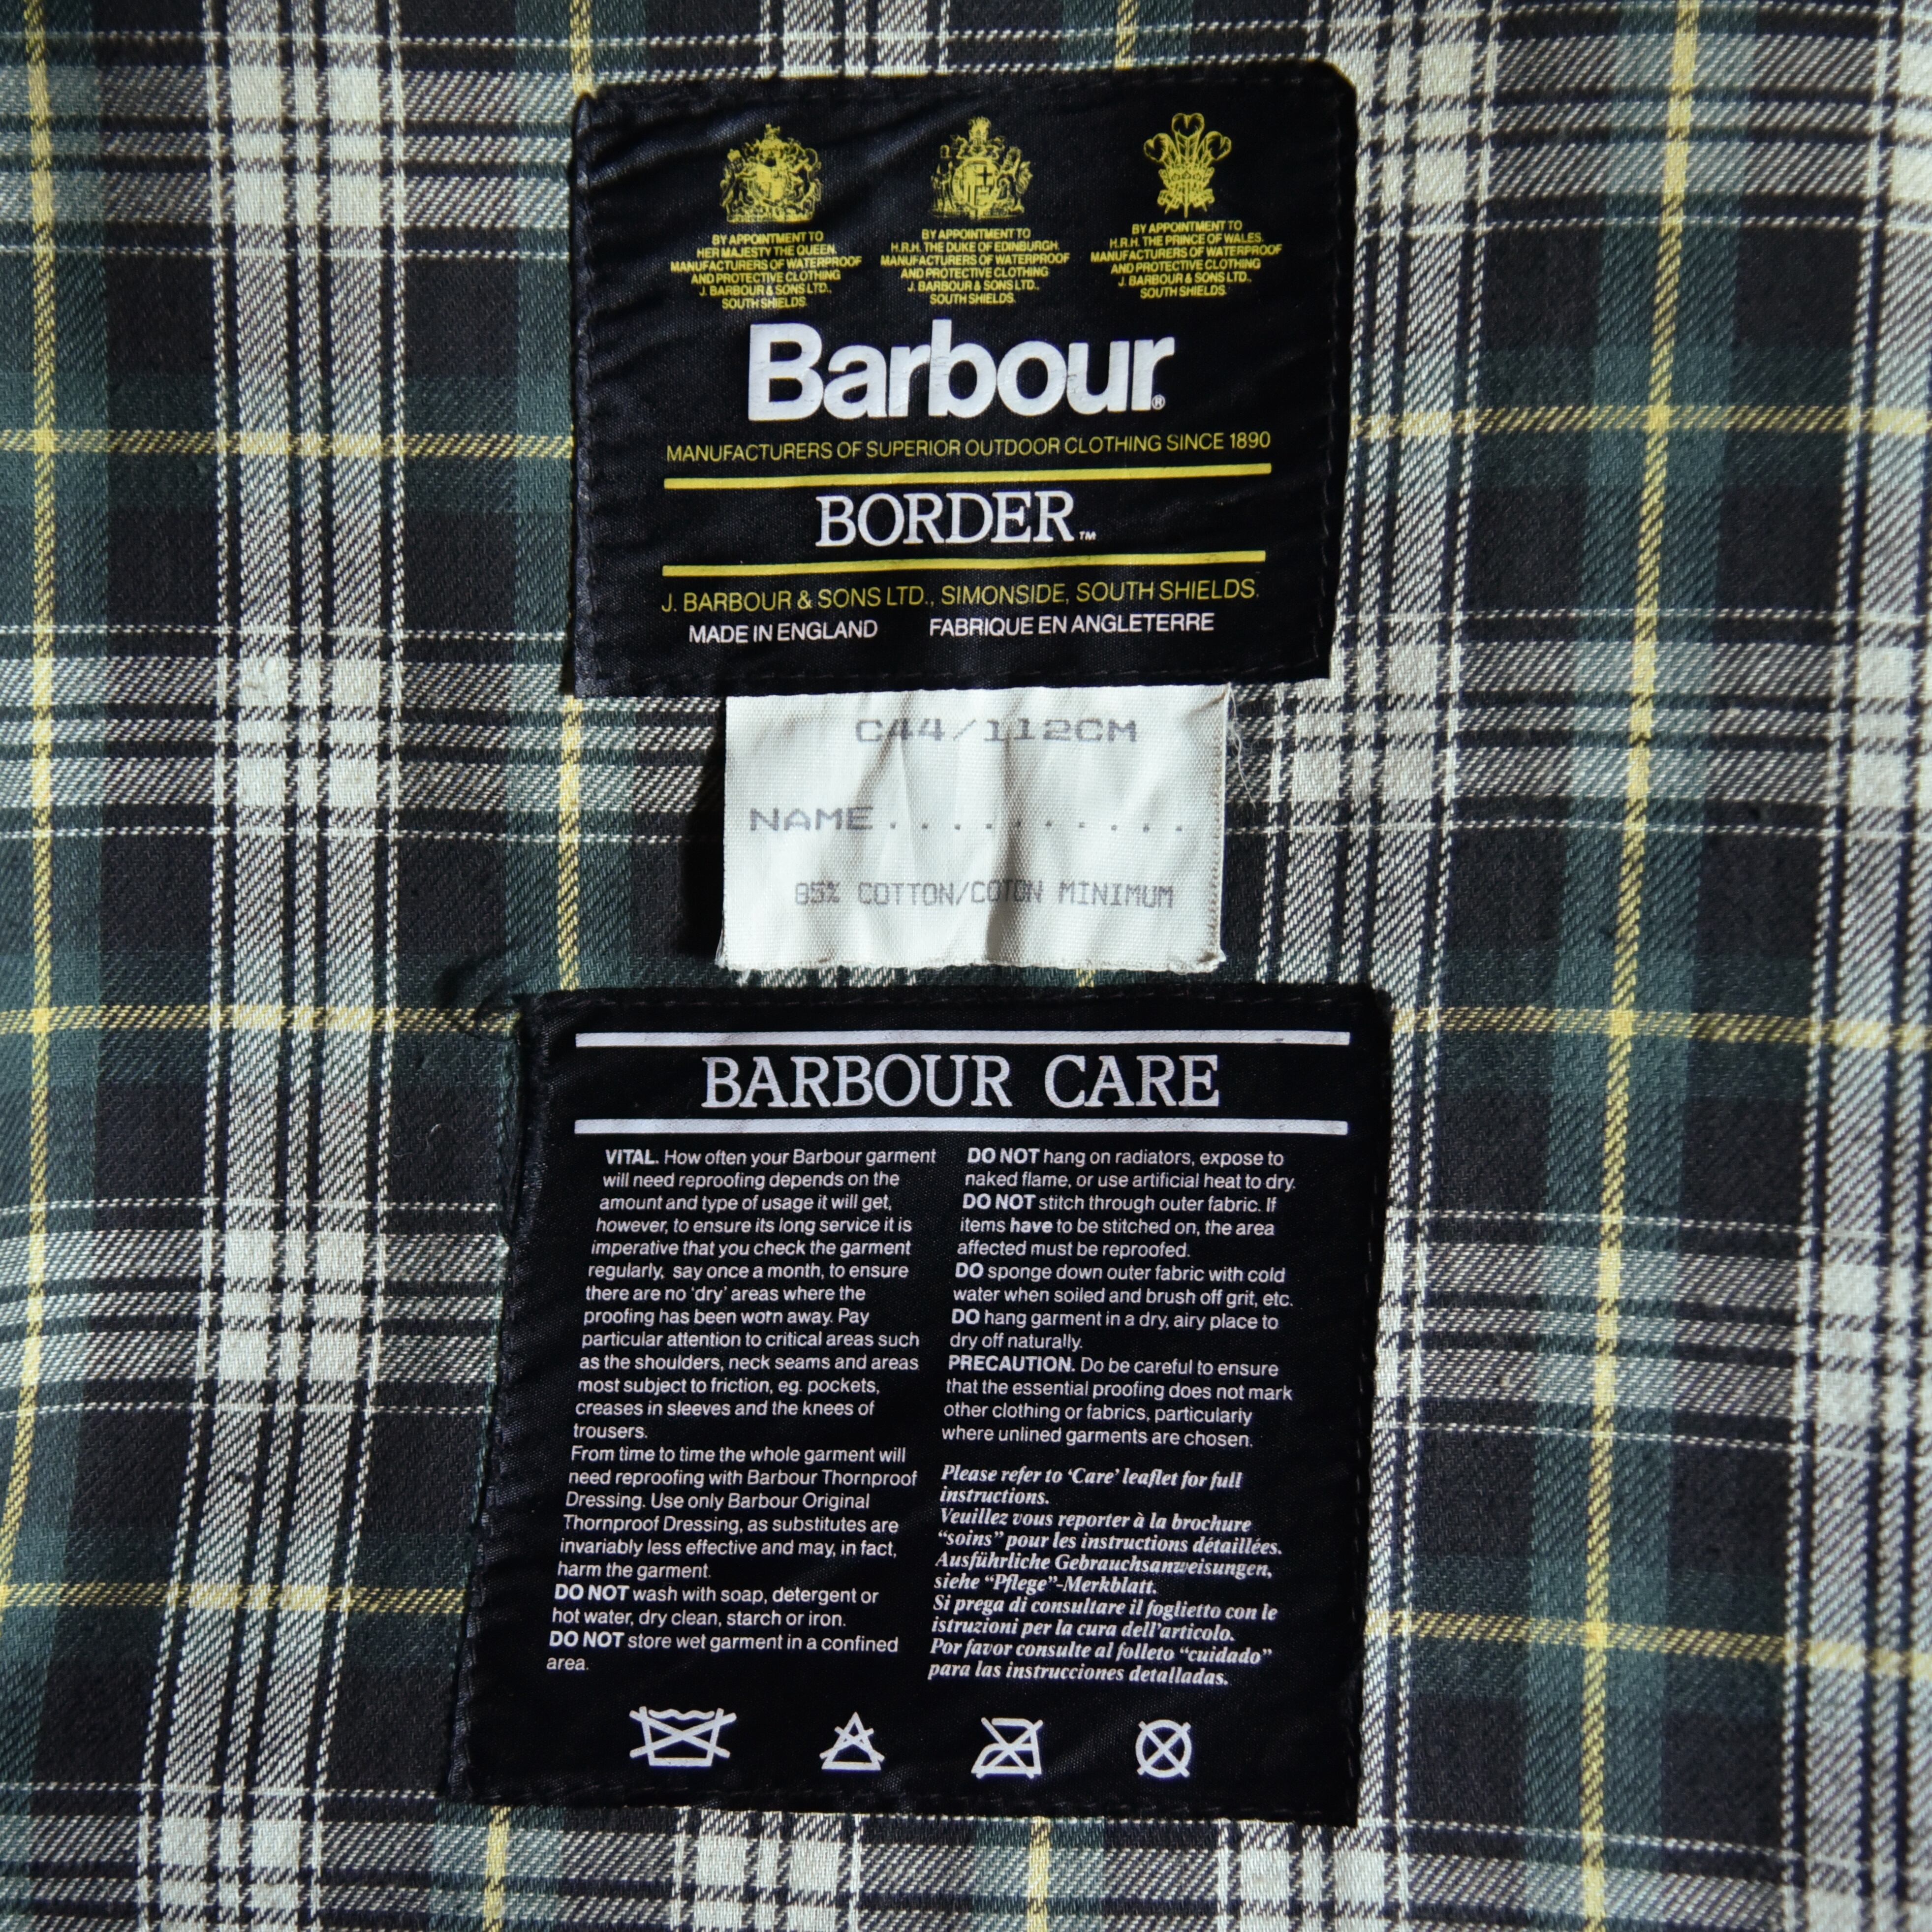 BY APPOINTMENT TO
HER MAJESTY THE QUEEN.
MANUFACTURERS OF WATERPROOF
AND PROTECTIVE CLOTHING
J. BARBOUR & SONS LTD.,
SOUTH SHIELDS.
BY APPOINTMENT TO
H.R.H. THE DUKE OF EDINBURGH.
MANUFACTURERS OF WATERPROOF
AND PROTECTIVE CLOTHING
J. BARBOUR & SONS LTD.,
SOUTH SHIELDS.
BY APPOINTMENT TO
H.R.H. THE PRINCE OF WALES.
MANUFACTURERS OF WATERPROOF
AND PROTECTIVE CLOTHING
J. BARBOUR & SONS LTD.,
SOUTH SHIELDS.
Barbour®
MANUFACTURERS OF SUPERIOR OUTDOOR CLOTHING SINCE 1890
BORDER™
J. BARBOUR & SONS LTD., SIMONSIDE, SOUTH SHIELDS.
MADE IN ENGLAND FABRIQUE EN ANGLETERRE
C44/112CM
NAME..........
85% COTTON/COTON MINIMUM
BARBOUR CARE
VITAL. How often your Barbour garment
will need reproofing depends on the
amount and type of usage it will get,
however, to ensure its long service it is
imperative that you check the garment
regularly, say once a month, to ensure
there are no 'dry' areas where the
proofing has been worn away. Pay
particular attention to critical areas such
as the shoulders, neck seams and areas
most subject to friction, eg. pockets,
creases in sleeves and the knees of
trousers.
From time to time the whole garment will
need reproofing with Barbour Thornproof
Dressing. Use only Barbour Original
Thornproof Dressing, as substitutes are
invariably less effective and may, in fact,
harm the garment.
DO NOT wash with soap, detergent or
hot water, dry clean, starch or iron.
DO NOT store wet garment in a confined
area.
DO NOT hang on radiators, expose to
naked flame, or use artificial heat to dry.
DO NOT stitch through outer fabric. If
items have to be stitched on, the area
affected must be reproofed.
DO sponge down outer fabric with cold
water when soiled and brush off grit, etc.
DO hang garment in a dry, airy place to
dry off naturally.
PRECAUTION. Do be careful to ensure
that the essential proofing does not mark
other clothing or fabrics, particularly
where unlined garments are chosen.
Please refer to 'Care' leaflet for full
instructions.
Veuillez vous reporter à la brochure
"soins" pour les instructions détaillées.
Ausführliche Gebrauchsanweisungen,
siehe "Pflege"-Merkblatt.
Si prega di consultare il foglietto con le
istruzioni per la cura dell'articolo.
Por favor consulte al folleto "cuidado"
para las instrucciones detalladas.